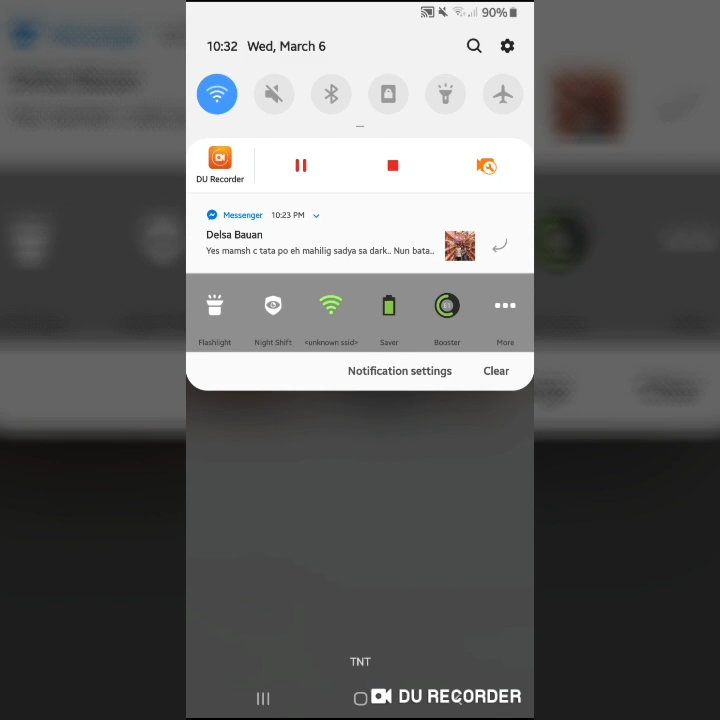 90%
10:32 Wed, March 6
DU Recorder
Messenger 10:23 PM
Delsa Bauan
Yes mamsh c tata po eh mahilig sadya sa dark.. Nun bata..
Flashlight Night Shift <unknown ssid> Saver Booster More
Notification settings Clear
TNT
DU RECORDER